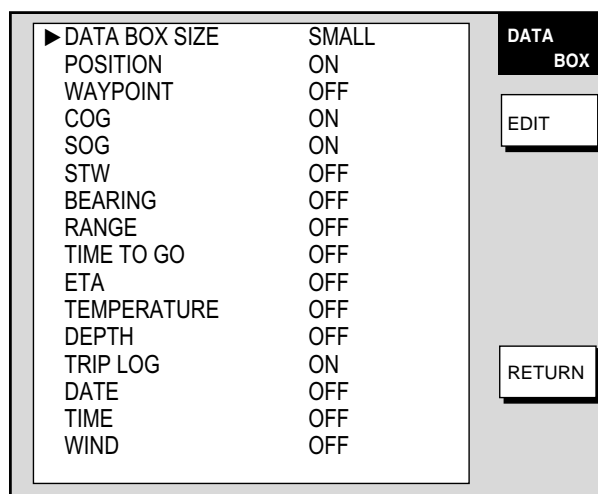 ▶DATA BOX SIZE SMALL
POSITION ON
WAYPOINT OFF
COG ON
SOG ON
STW OFF
BEARING OFF
RANGE OFF
TIME TO GO OFF
ETA OFF
TEMPERATURE OFF
DEPTH OFF
TRIP LOG ON
DATE OFF
TIME OFF
WIND OFF
DATA
BOX
EDIT
RETURN